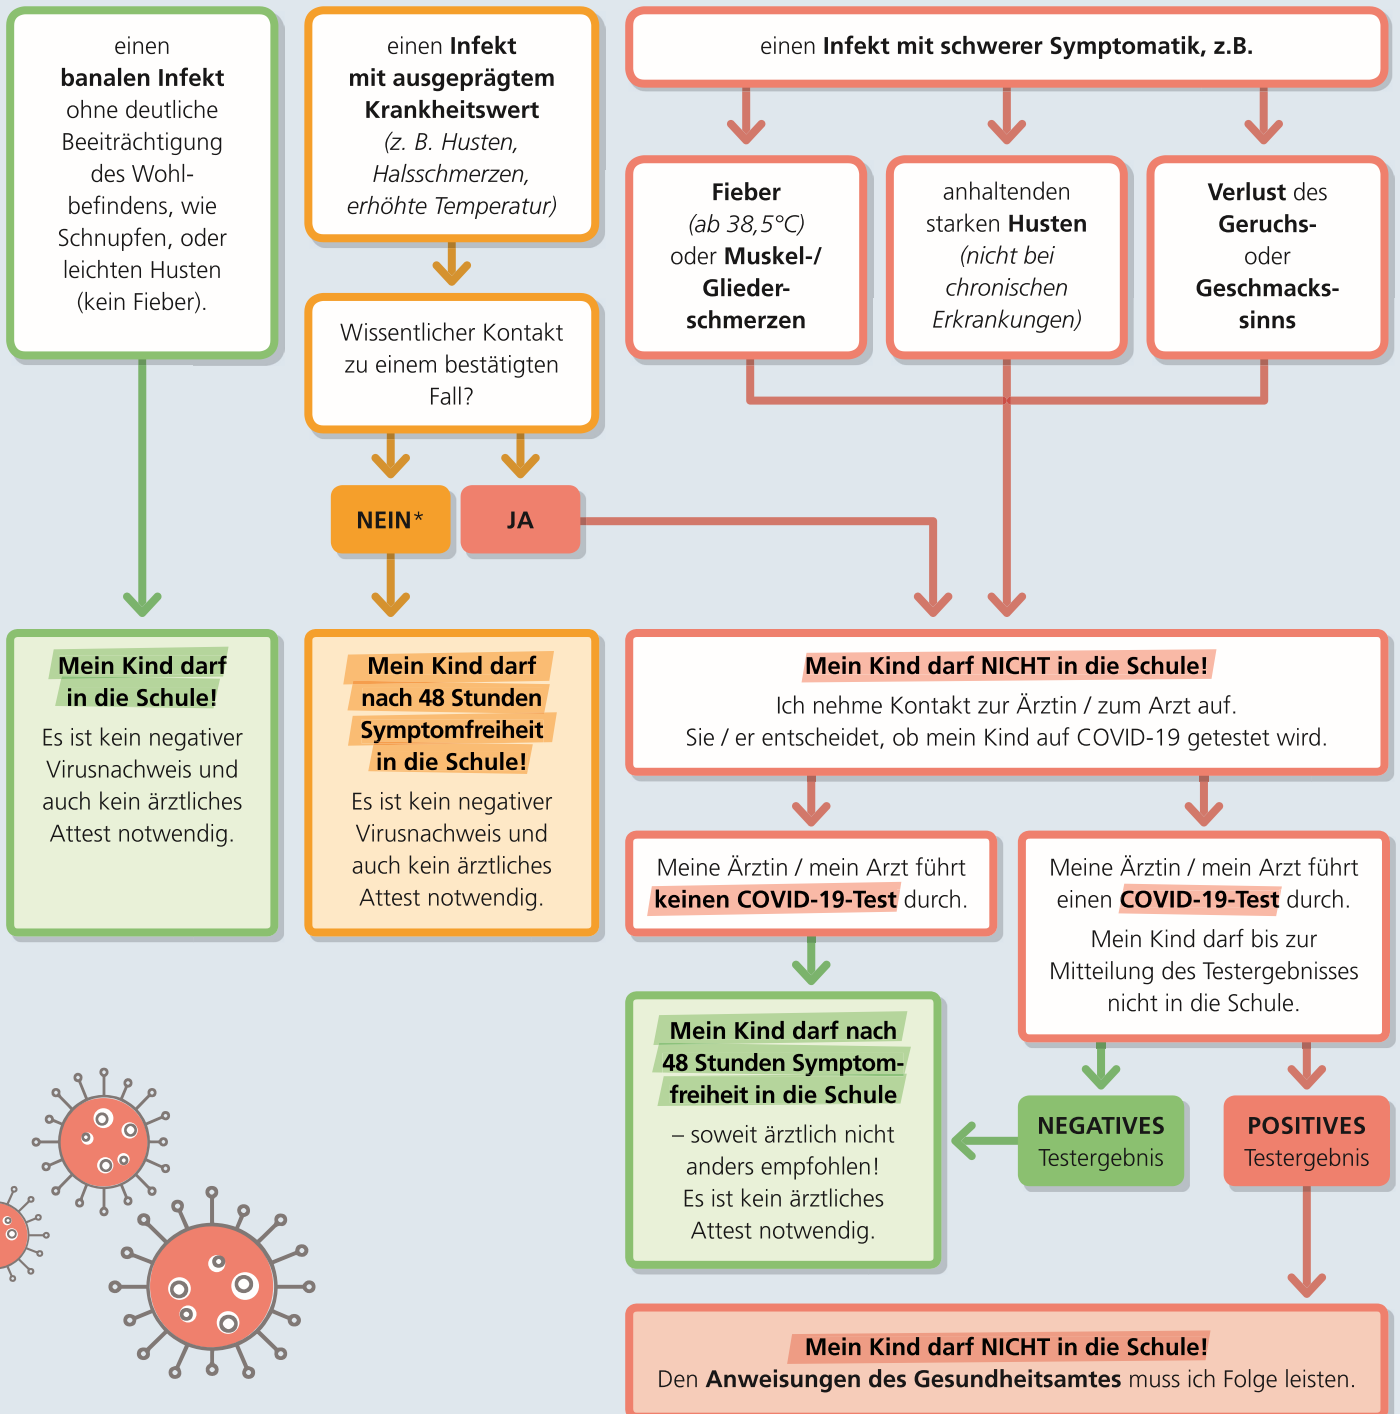 einen
banalen Infekt
ohne deutliche
Beeiträchtigung
des Wohl-
befindens, wie
Schnupfen, oder
leichten Husten
(kein Fieber).
einen Infekt
mit ausgeprägtem
Krankheitswert
(z. B. Husten,
Halsschmerzen,
erhöhte Temperatur)
Wissentlicher Kontakt
zu einem bestätigten
Fall?
NEIN*
JA
einen Infekt mit schwerer Symptomatik, z.B.
Fieber
(ab 38,5°C)
oder Muskel-/
Glieder-
schmerzen
anhaltenden
starken Husten
(nicht bei
chronischen
Erkrankungen)
Verlust des
Geruchs-
oder
Geschmacks-
sinns
Mein Kind darf
in die Schule!
Es ist kein negativer
Virusnachweis und
auch kein ärztliches
Attest notwendig.
Mein Kind darf
nach 48 Stunden
Symptomfreiheit
in die Schule!
Es ist kein negativer
Virusnachweis und
auch kein ärztliches
Attest notwendig.
Mein Kind darf NICHT in die Schule!
Ich nehme Kontakt zur Ärztin / zum Arzt auf.
Sie / er entscheidet, ob mein Kind auf COVID-19 getestet wird.
Meine Ärztin / mein Arzt führt
keinen COVID-19-Test durch.
Meine Ärztin / mein Arzt führt
einen COVID-19-Test durch.
Mein Kind darf bis zur
Mitteilung des Testergebnisses
nicht in die Schule.
Mein Kind darf nach
48 Stunden Symptom-
freiheit in die Schule
– soweit ärztlich nicht
anders empfohlen!
Es ist kein ärztliches
Attest notwendig.
NEGATIVES
Testergebnis
POSITIVES
Testergebnis
Mein Kind darf NICHT in die Schule!
Den Anweisungen des Gesundheitsamtes muss ich Folge leisten.